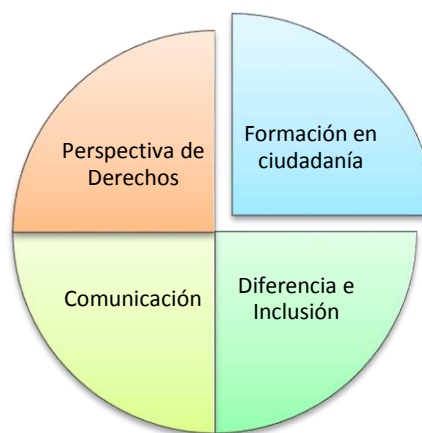 Perspectiva de
Derechos
Formación en
ciudadanía
Comunicación
Diferencia e
Inclusión